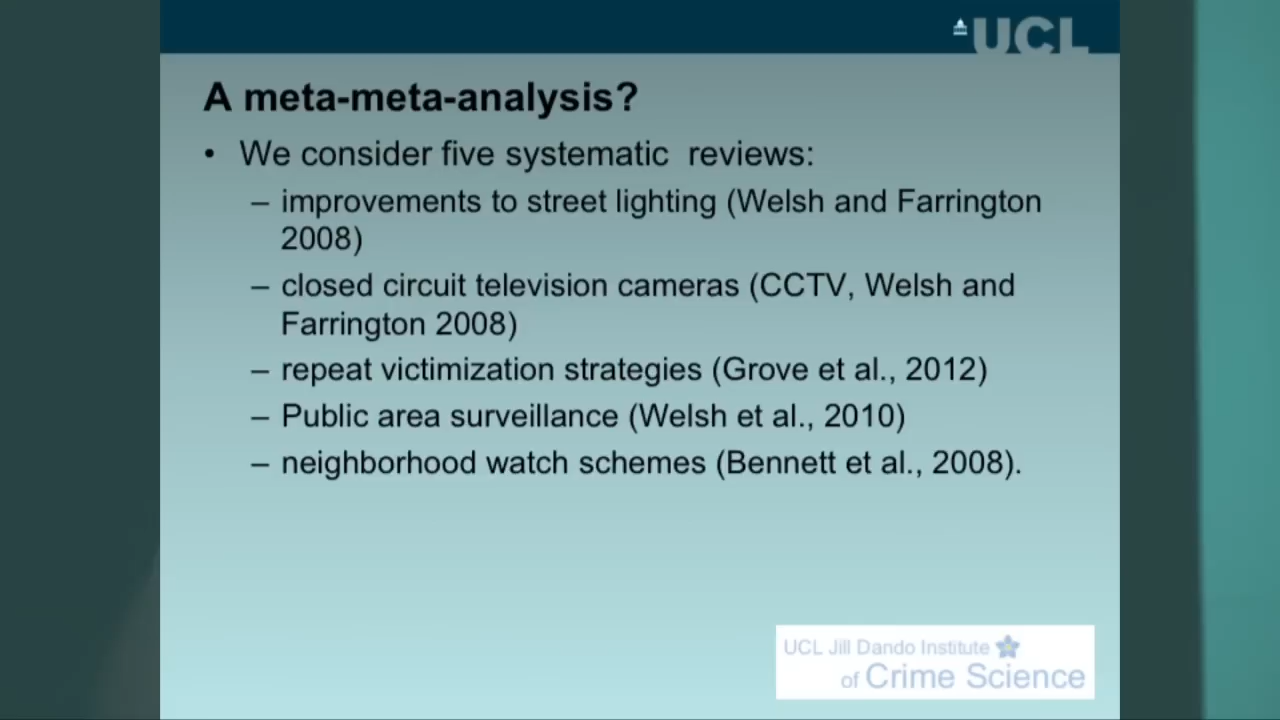 UCL
A meta-meta-analysis?
• We consider five systematic reviews:
– improvements to street lighting (Welsh and Farrington
2008)
– closed circuit television cameras (CCTV, Welsh and
Farrington 2008)
– repeat victimization strategies (Grove et al., 2012)
– Public area surveillance (Welsh et al., 2010)
– neighborhood watch schemes (Bennett et al., 2008).
UCL Jill Dando Institute
of Crime Science